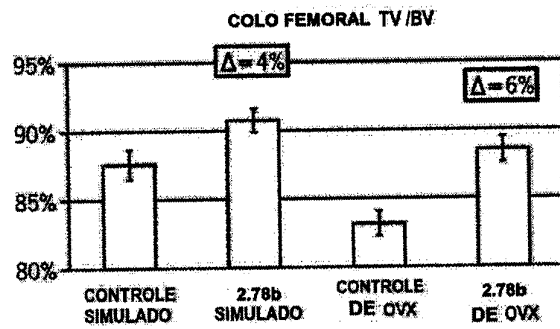 COLO FEMORAL TV/BV
Δ=4%
Δ=6%
95%
90%
85%
80%
CONTROLE SIMULADO
2.78b SIMULADO
CONTROLE DE OVX
2.78b DE OVX